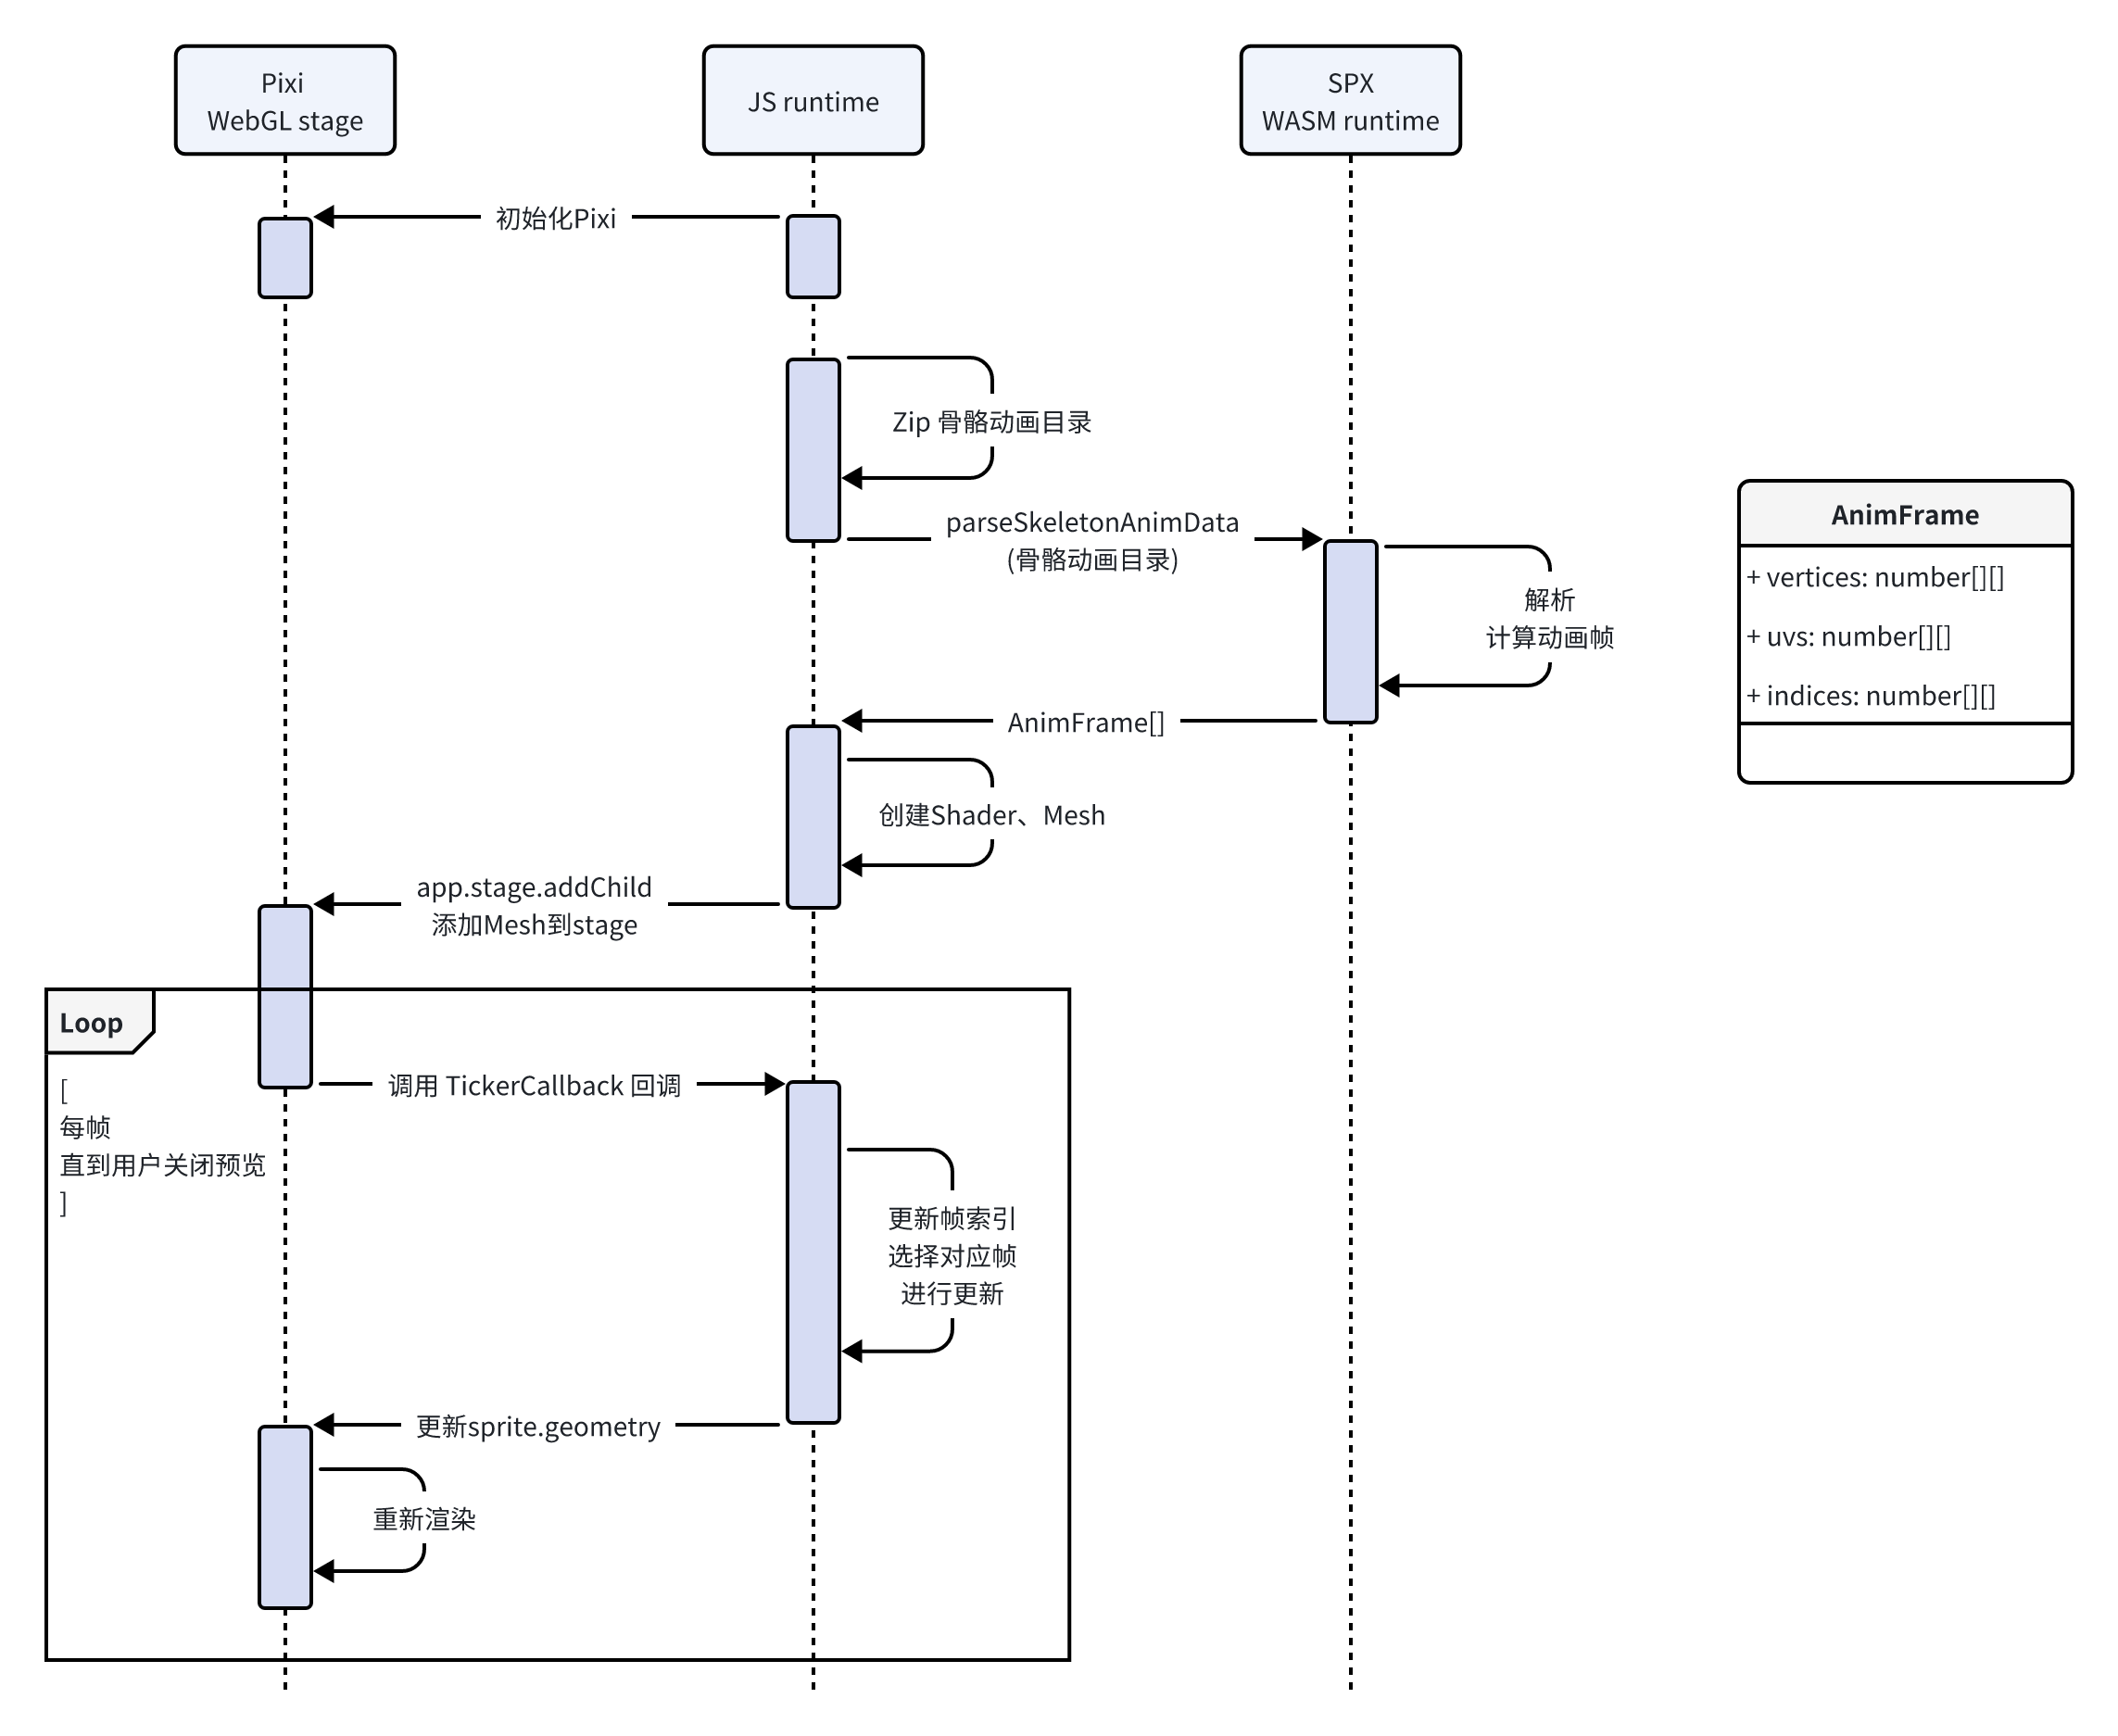 Pixi
WebGL stage
JS runtime
SPX
WASM runtime
初始化Pixi
Zip 骨骼动画目录
parseSkeletonAnimData
(骨骼动画目录)
解析
计算动画帧
AnimFrame
+ vertices: number[][]
+ uvs: number[][]
+ indices: number[][]
AnimFrame[]
创建Shader、Mesh
app.stage.addChild
添加Mesh到stage
Loop
[
每帧
直到用户关闭预览
]
调用 TickerCallback 回调
更新帧索引
选择对应帧
进行更新
更新sprite.geometry
重新渲染